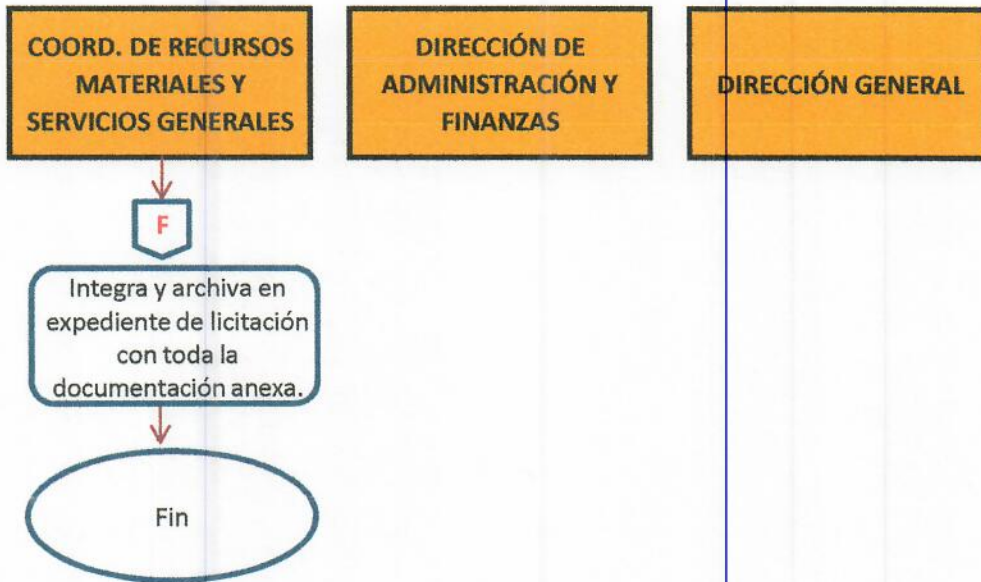 COORD. DE RECURSOS
MATERIALES Y
SERVICIOS GENERALES
DIRECCIÓN DE
ADMINISTRACIÓN Y
FINANZAS
DIRECCIÓN GENERAL
F
Integra y archiva en
expediente de licitación
con toda la
documentación anexa.
Fin